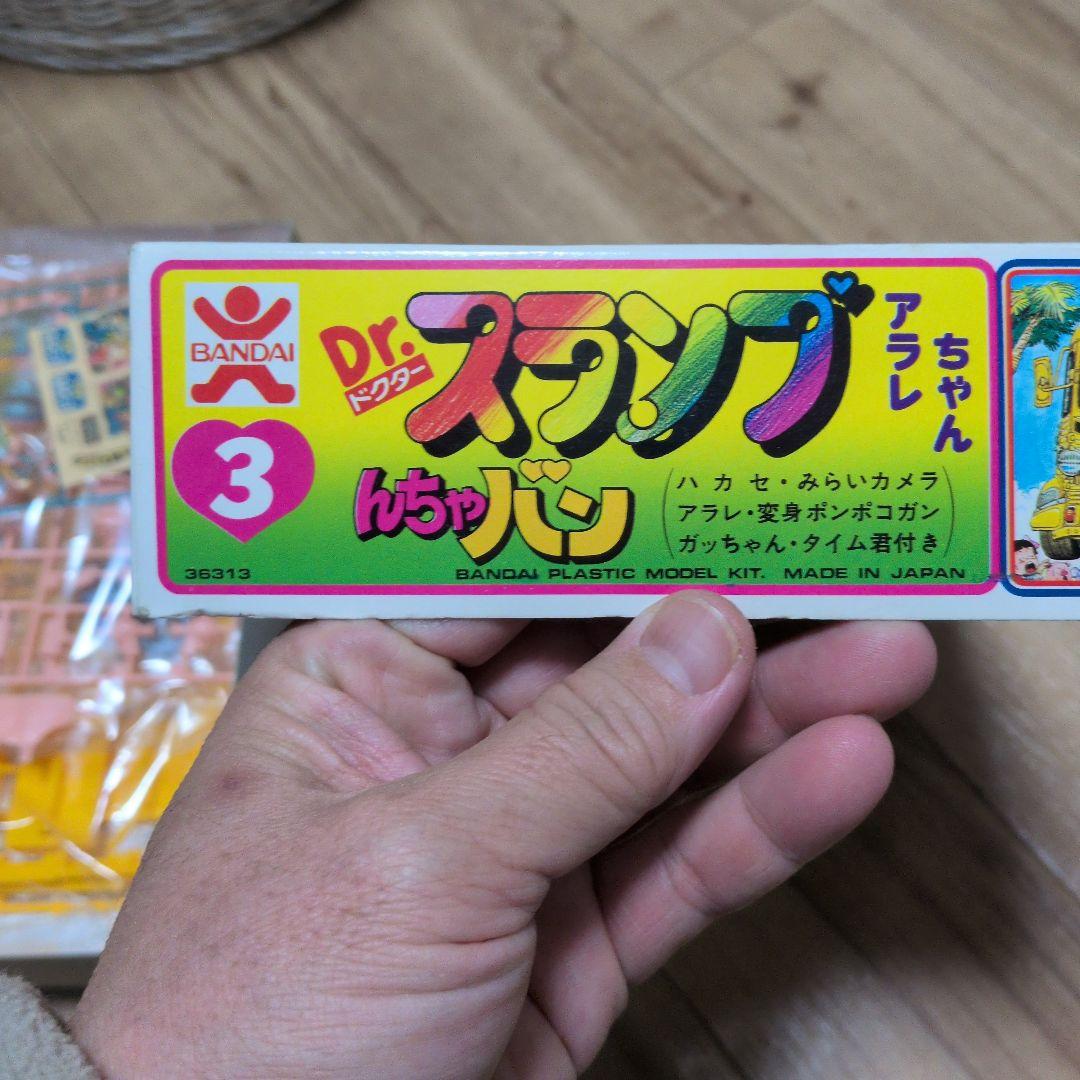 BANDAI
3
36313
Dr.
ドクター
スランプ
アラレ
ちゃん
んちゃバン
ハカセ・みらいカメラ
アラレ・変身ポンポコガン
ガッちゃん・タイム君付き
BANDAI PLASTIC MODEL KIT. MADE IN JAPAN